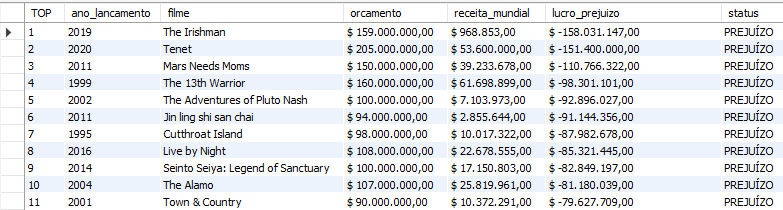 TOP ano_lancamento filme orcamento receita_mundial lucro_prejuizo status
1 2019 The Irishman $ 159.000.000,00 $ 968.853,00 $ -158.031.147,00 PREJUÍZO
2 2020 Tenet $ 205.000.000,00 $ 53.600.000,00 $ -151.400.000,00 PREJUÍZO
3 2011 Mars Needs Moms $ 150.000.000,00 $ 39.233.678,00 $ -110.766.322,00 PREJUÍZO
4 1999 The 13th Warrior $ 160.000.000,00 $ 61.698.899,00 $ -98.301.101,00 PREJUÍZO
5 2002 The Adventures of Pluto Nash $ 100.000.000,00 $ 7.103.973,00 $ -92.896.027,00 PREJUÍZO
6 2011 Jin ling shi san chai $ 94.000.000,00 $ 2.855.644,00 $ -91.144.356,00 PREJUÍZO
7 1995 Cutthroat Island $ 98.000.000,00 $ 10.017.322,00 $ -87.982.678,00 PREJUÍZO
8 2016 Live by Night $ 108.000.000,00 $ 22.678.555,00 $ -85.321.445,00 PREJUÍZO
9 2014 Seinto Seiya: Legend of Sanctuary $ 100.000.000,00 $ 17.150.803,00 $ -82.849.197,00 PREJUÍZO
10 2004 The Alamo $ 107.000.000,00 $ 25.819.961,00 $ -81.180.039,00 PREJUÍZO
11 2001 Town & Country $ 90.000.000,00 $ 10.372.291,00 $ -79.627.709,00 PREJUÍZO